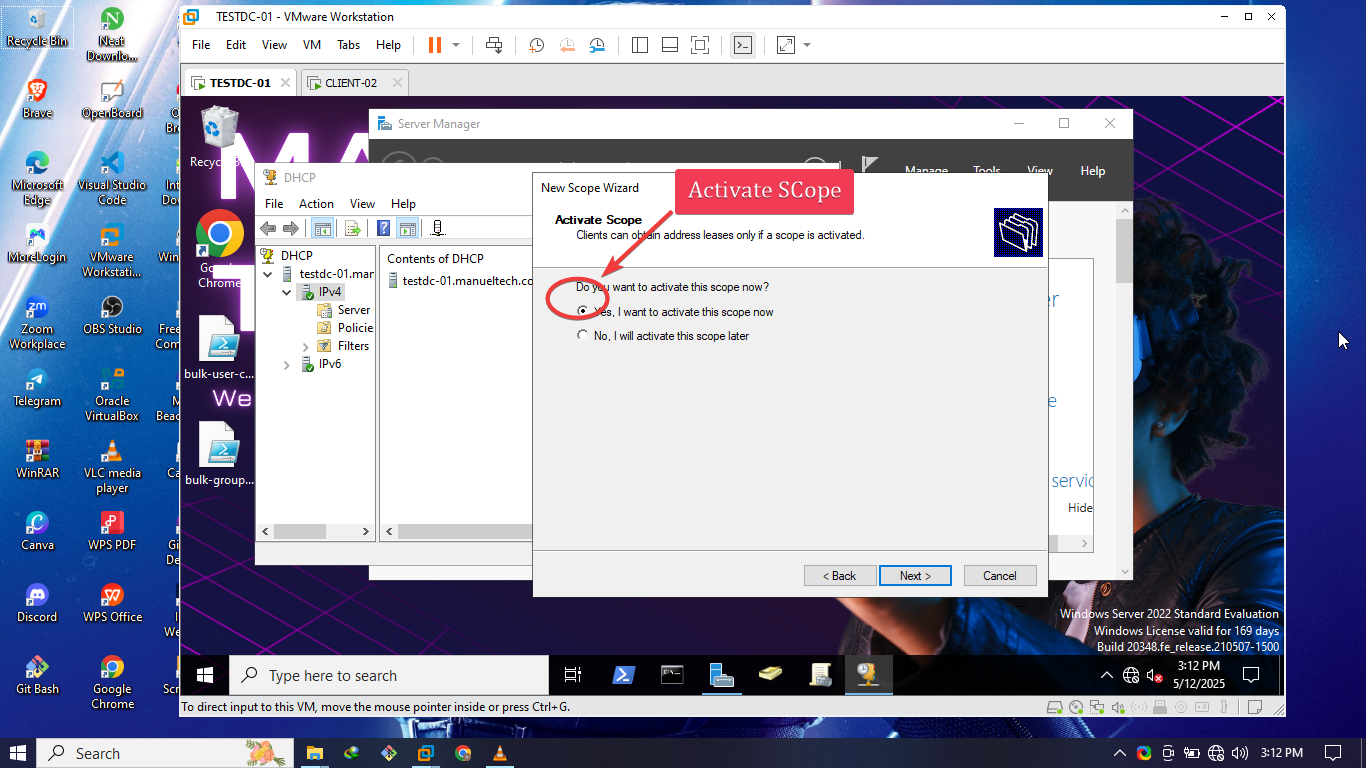 TESTDC-01 - VMware Workstation
File Edit View VM Tabs Help
TESTDC-01
CLIENT-02
Recycle Bin
Neat
Downlo...
Brave
OpenBoard
Microsoft
Edge
Visual Studio
Code
MoreLogin
VMware
Workstati...
Zoom
Workplace
OBS Studio
Telegram
Oracle
VirtualBox
WinRAR
VLC media
player
Canva
WPS PDF
Discord
WPS Office
Git Bash
Google
Chrome
Server Manager
Manage Tools View Help
Hide
DHCP
File Action View Help
DHCP
testdc-01.mar
IPv4
Server
Policie
Filters
IPv6
Contents of DHCP
testdc-01.manueltech.co
bulk-user-c...
We
bulk-group...
New Scope Wizard
Activate SCope
Activate Scope
Clients can obtain address leases only if a scope is activated.
Do you want to activate this scope now?
Yes, I want to activate this scope now
No, I will activate this scope later
< Back
Next >
Cancel
Windows Server 2022 Standard Evaluation
Windows License valid for 169 days
Build 20348.fe_release.210507-1500
Type here to search
3:12 PM
5/12/2025
To direct input to this VM, move the mouse pointer inside or press Ctrl+G.
Search
3:12 PM